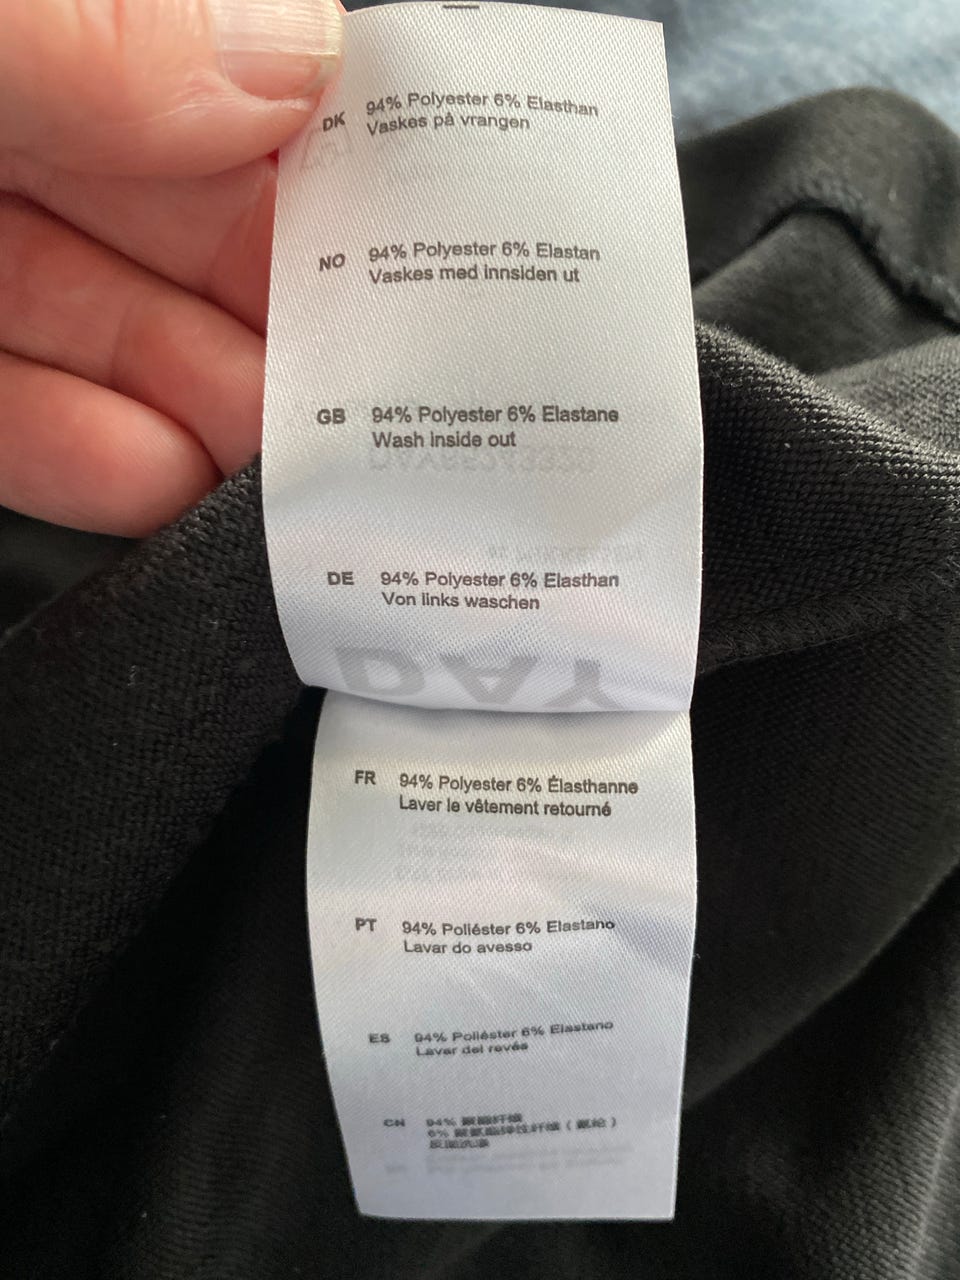 DK 94% Polyester 6% Elasthan
Vaskes på vrangen
NO 94% Polyester 6% Elastan
Vaskes med innsiden ut
GB 94% Polyester 6% Elastane
Wash inside out
DE 94% Polyester 6% Elasthan
Von links waschen
DAY
FR 94% Polyester 6% Élasthanne
Laver le vêtement retourné
PT 94% Poliéster 6% Elastano
Lavar do avesso
ES 94% Poliéster 6% Elastano
Lavar del revés
CN 94%
6%